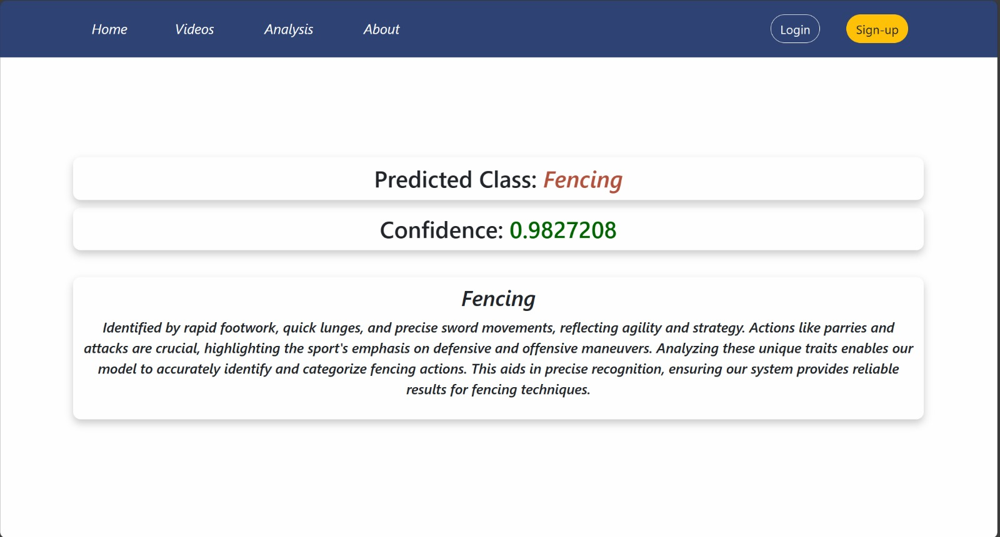 Home Videos Analysis About Login Sign-up
Predicted Class: Fencing
Confidence: 0.9827208
Fencing
Identified by rapid footwork, quick lunges, and precise sword movements, reflecting agility and strategy. Actions like parries and
attacks are crucial, highlighting the sport's emphasis on defensive and offensive maneuvers. Analyzing these unique traits enables our
model to accurately identify and categorize fencing actions. This aids in precise recognition, ensuring our system provides reliable
results for fencing techniques.